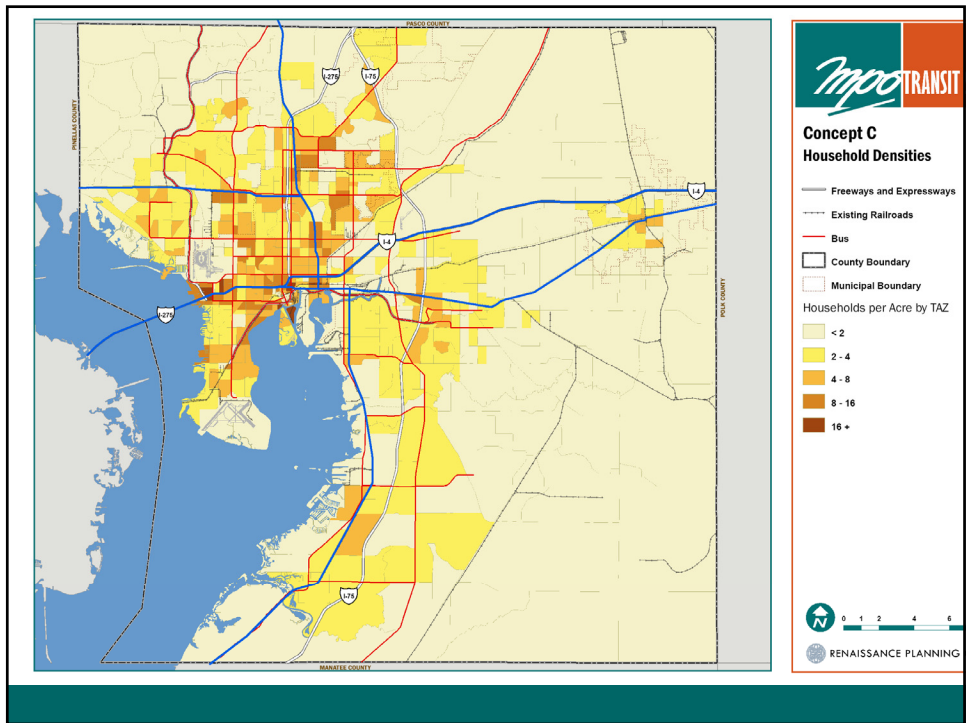 PASCO COUNTY
I-275
I-75
PINELLAS COUNTY
I-4
I-4
POLK COUNTY
I-275
I-75
MANATEE COUNTY
mpo TRANSIT
Concept C
Household Densities
Freeways and Expressways
Existing Railroads
Bus
County Boundary
Municipal Boundary
Households per Acre by TAZ
< 2
2 - 4
4 - 8
8 - 16
16 +
N
0 1 2 4 6
RENAISSANCE PLANNING